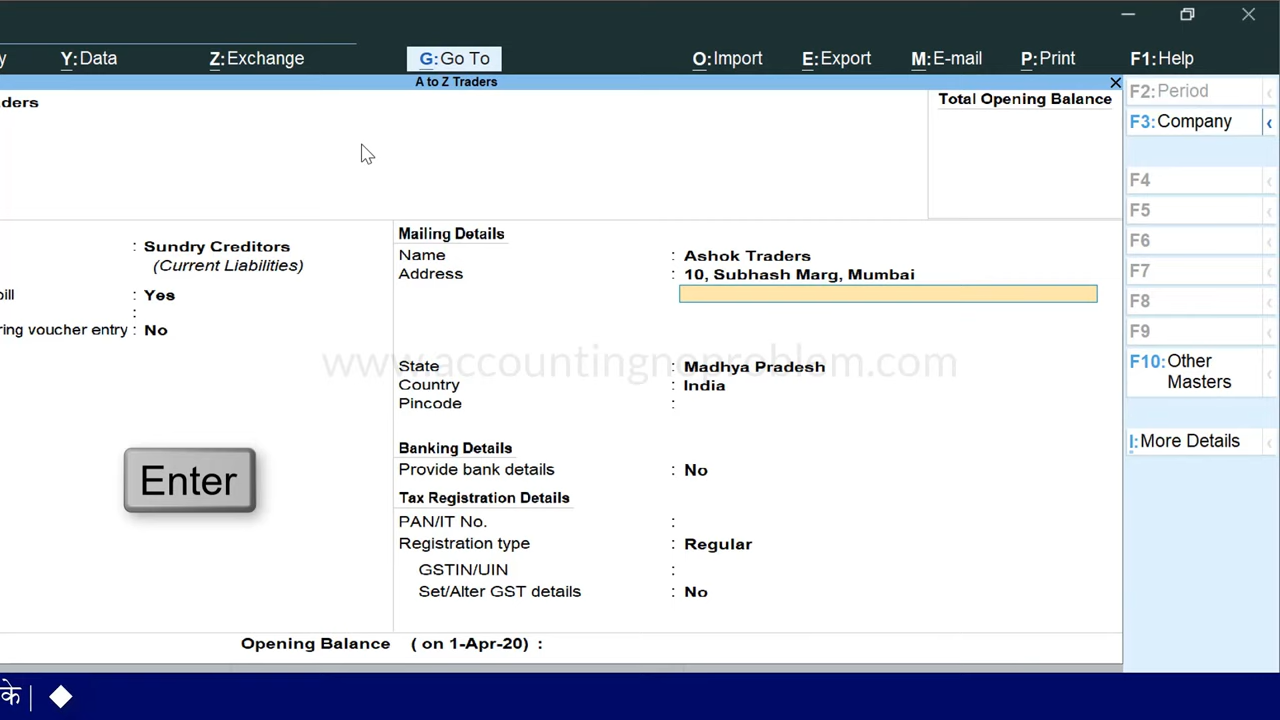 y
Y:Data
Z:Exchange
G:Go To
O:Import
E:Export
M:E-mail
P:Print
F1:Help
A to Z Traders
ders
Total Opening Balance
: Sundry Creditors
(Current Liabilities)
bill : Yes
:
ring voucher entry : No
Mailing Details
Name : Ashok Traders
Address : 10, Subhash Marg, Mumbai
State : Madhya Pradesh
Country : India
Pincode :
www.accountingnoproblem.com
Banking Details
Provide bank details : No
Tax Registration Details
PAN/IT No. :
Registration type : Regular
GSTIN/UIN :
Set/Alter GST details : No
Enter
Opening Balance ( on 1-Apr-20) :
F2:Period
F3:Company
F4
F5
F6
F7
F8
F9
F10:Other
Masters
I:More Details
के